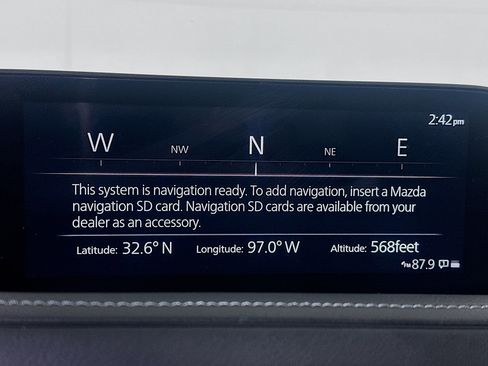 2:42pm
W NW N NE E
This system is navigation ready. To add navigation, insert a Mazda
navigation SD card. Navigation SD cards are available from your
dealer as an accessory.
Latitude: 32.6° N Longitude: 97.0° W Altitude: 568feet
FM 87.9